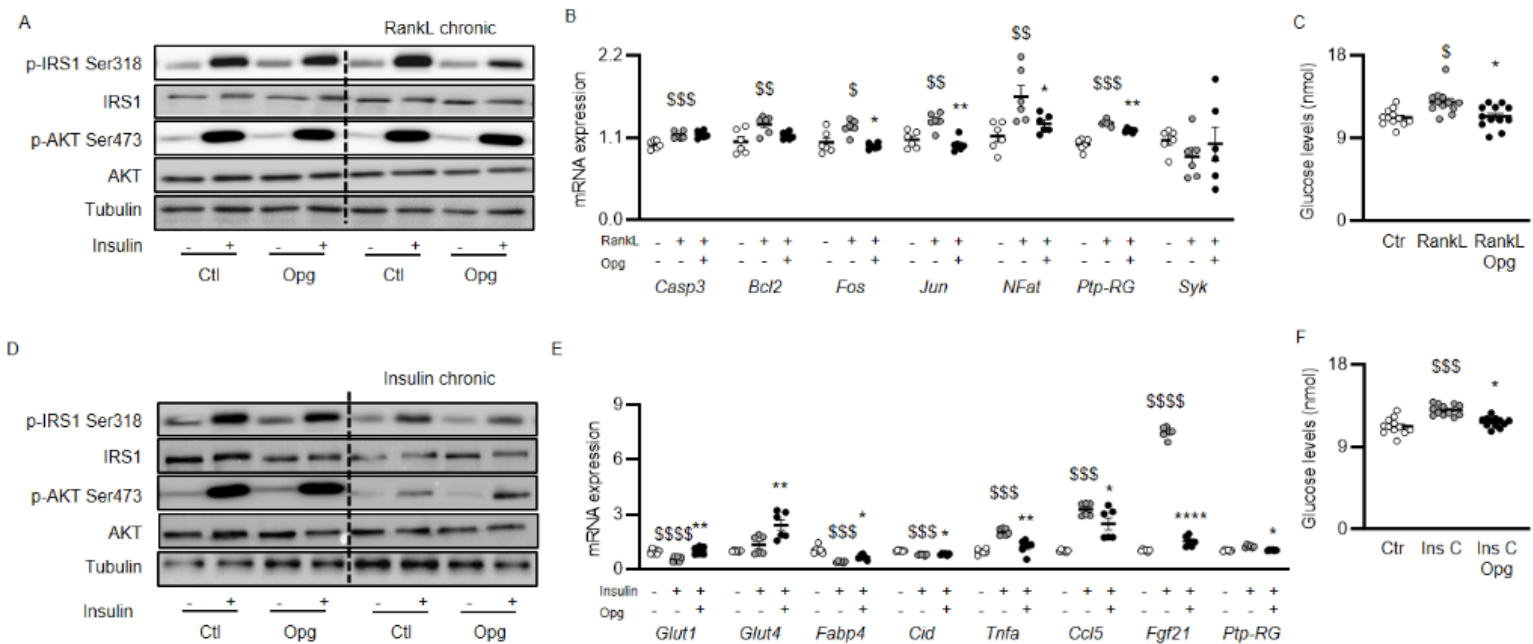 A
RankL chronic
p-IRS1 Ser318
IRS1
p-AKT Ser473
AKT
Tubulin
Insulin - + - + - + - +
Ctl Opg Ctl Opg
B
mRNA expression
2.2
1.1
0.0
$$$ $$ $ * $$ ** $$ * $$$ **
RankL - + + - + + - + + - + + - + + - + + - + +
Opg - - + - - + - - + - - + - - + - - + - - +
Casp3 Bcl2 Fos Jun NFat Ptp-RG Syk
C
Glucose levels (nmol)
18
9
0
$ *
Ctr RankL RankL
Opg
D
Insulin chronic
p-IRS1 Ser318
IRS1
p-AKT Ser473
AKT
Tubulin
Insulin - + - + - + - +
Ctl Opg Ctl Opg
E
mRNA expression
9
6
3
0
$$$$ ** ** $$$ * $$$ * $$$ ** $$$ * $$$$ **** *
Insulin - + + - + + - + + - + + - + + - + + - + + - + +
Opg - - + - - + - - + - - + - - + - - + - - + - - +
Glut1 Glut4 Fabp4 Cid Tnfa Ccl5 Fgf21 Ptp-RG
F
Glucose levels (nmol)
18
9
0
$$$ *
Ctr Ins C Ins C
Opg